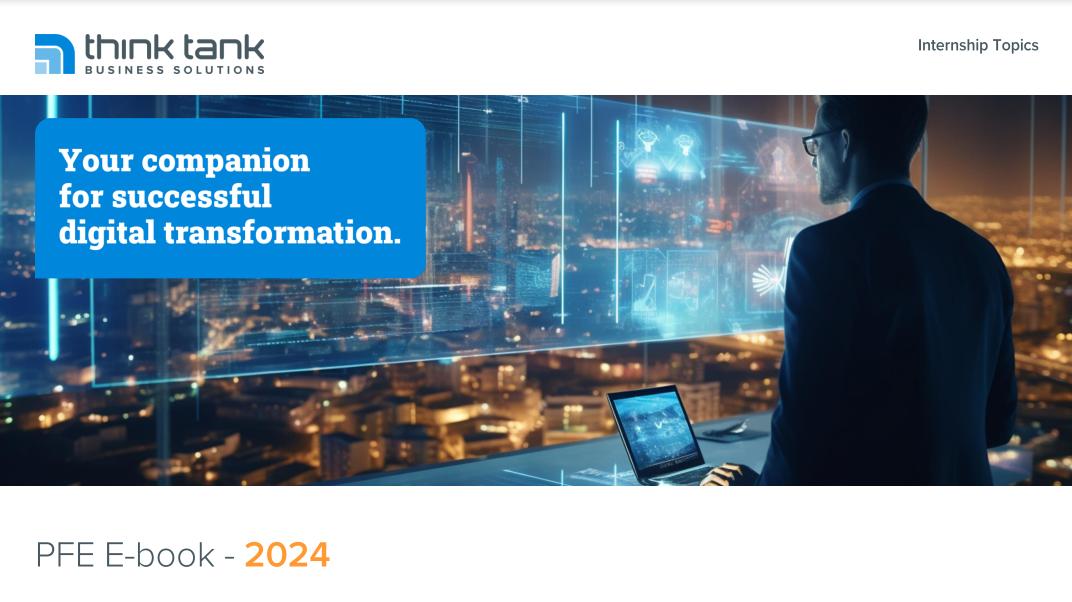 think tank
BUSINESS SOLUTIONS
Internship Topics
Your companion
for successful
digital transformation.
PFE E-book - 2024